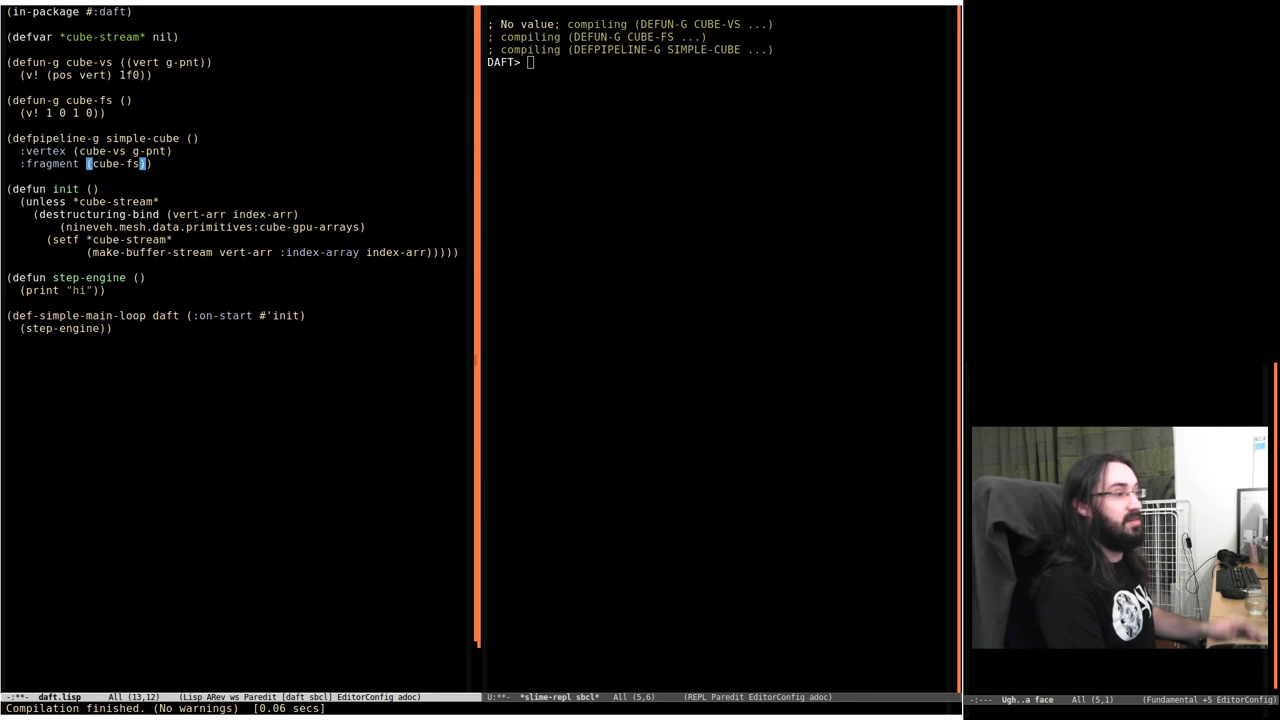 (in-package #:daft)
(defvar *cube-stream* nil)
(defun-g cube-vs ((vert g-pnt))
  (v! (pos vert) 1f0))
(defun-g cube-fs ()
  (v! 1 0 1 0))
(defpipeline-g simple-cube ()
  :vertex (cube-vs g-pnt)
  :fragment (cube-fs))
(defun init ()
  (unless *cube-stream*
    (destructuring-bind (vert-arr index-arr)
        (nineveh.mesh.data.primitives:cube-gpu-arrays)
      (setf *cube-stream*
            (make-buffer-stream vert-arr :index-array index-arr)))))
(defun step-engine ()
  (print "hi"))
(def-simple-main-loop daft (:on-start #'init)
  (step-engine))
-:**-  daft.lisp      All (13,12)   (Lisp ARev ws Paredit [daft sbcl] EditorConfig adoc)
Compilation finished. (No warnings)  [0.06 secs]
; No value; compiling (DEFUN-G CUBE-VS ...)
; compiling (DEFUN-G CUBE-FS ...)
; compiling (DEFPIPELINE-G SIMPLE-CUBE ...)
DAFT>
U:**-  *slime-repl sbcl*   All (5,6)     (REPL Paredit EditorConfig adoc)
-:---  Ugh..a face    All (5,1)     (Fundamental +5 EditorConfig)